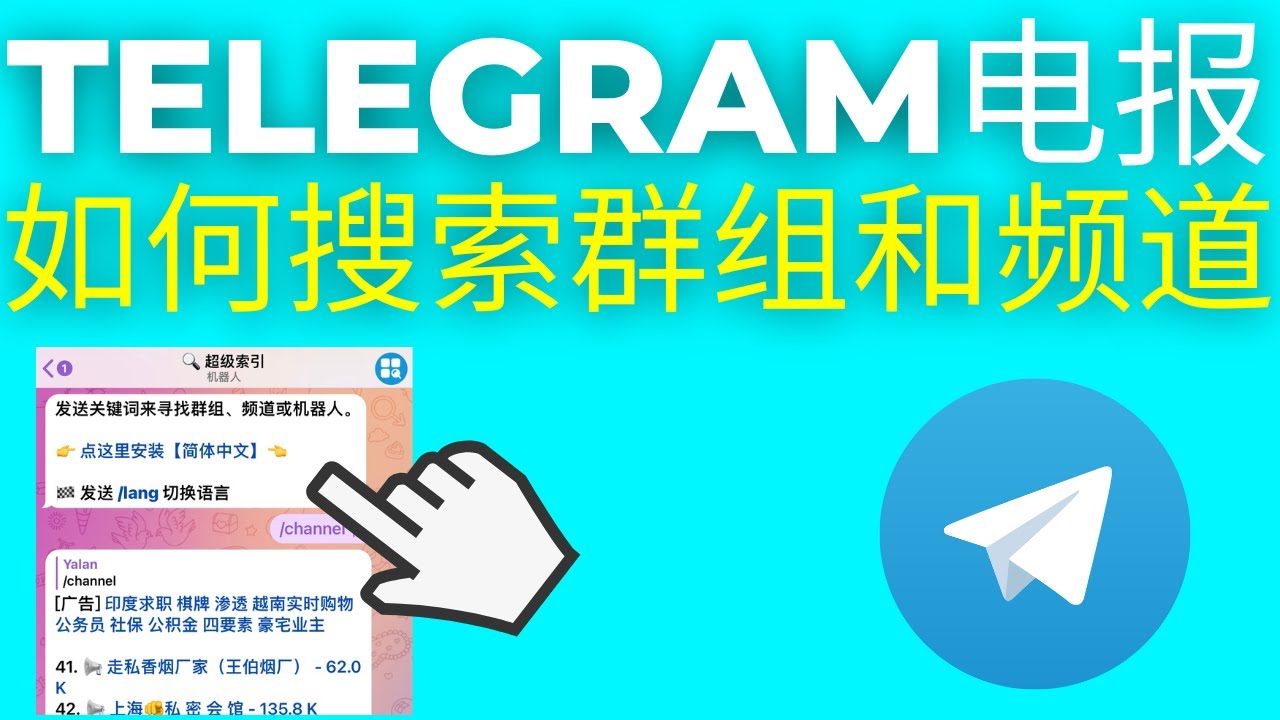 TELEGRAM电报
如何搜索群组和频道
1
🔍 超级索引
机器人
发送关键词来寻找群组、频道或机器人。
👉 点这里安装【简体中文】👈
🏁 发送 /lang 切换语言
/channel
Yalan
/channel
[广告] 印度求职 棋牌 渗透 越南实时购物
公务员 社保 公积金 四要素 豪宅业主
41. 📢 走私香烟厂家（王伯烟厂） - 62.0
K
42. 📢 上海🫵私 密 会 馆 - 135.8 K